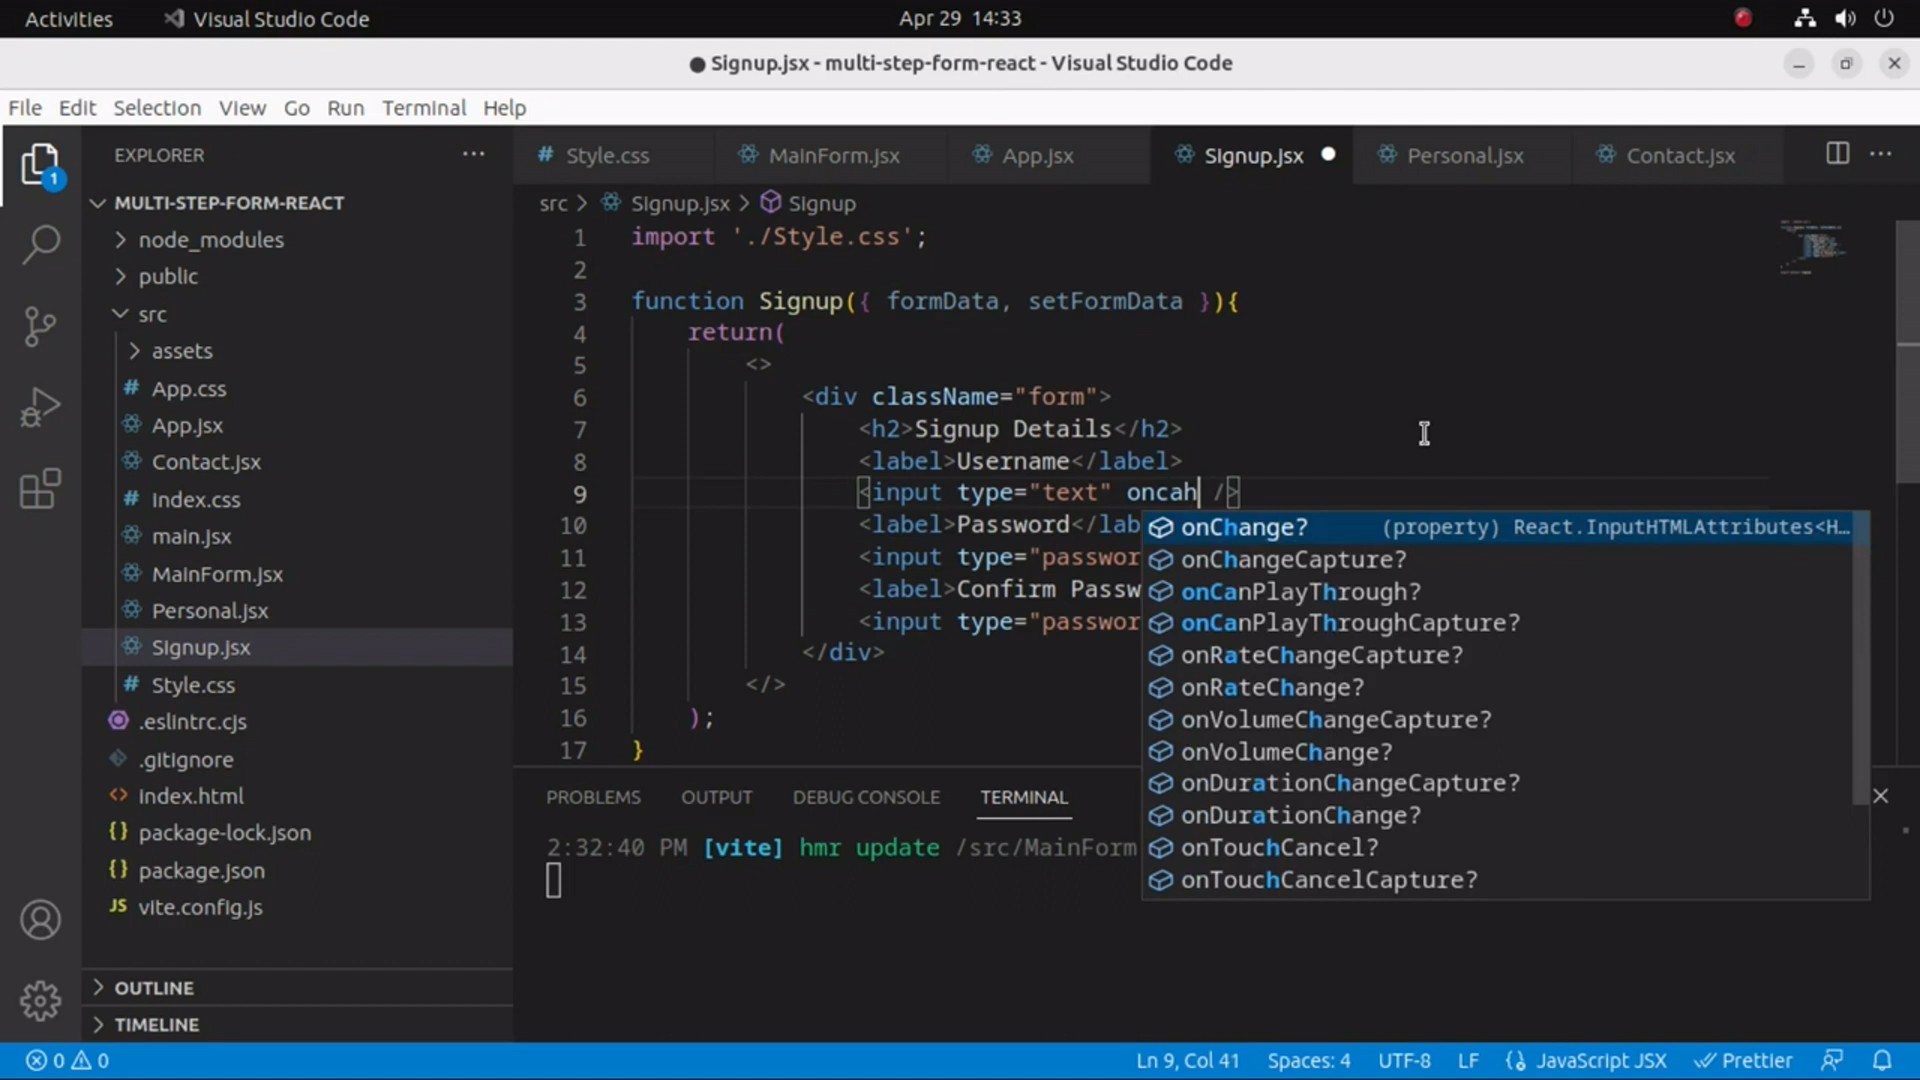 Activities Visual Studio Code Apr 29 14:33
● Signup.jsx - multi-step-form-react - Visual Studio Code
File Edit Selection View Go Run Terminal Help
EXPLORER ···
MULTI-STEP-FORM-REACT
node_modules
public
src
assets
# App.css
App.jsx
Contact.jsx
# Index.css
main.jsx
MainForm.jsx
Personal.jsx
Signup.jsx
# Style.css
.eslintrc.cjs
.gitignore
<> Index.html
{} package-lock.json
{} package.json
JS vite.config.js
OUTLINE
TIMELINE
1
# Style.css MainForm.jsx App.jsx Signup.jsx ● Personal.jsx Contact.jsx ···
src > Signup.jsx > Signup
1 import './Style.css';
2
3 function Signup({ formData, setFormData }){
4 return(
5 <>
6 <div className="form">
7 <h2>Signup Details</h2>
8 <label>Username</label>
9 <input type="text" oncah />
10 <label>Password</lab
11 <input type="passwor
12 <label>Confirm Passw
13 <input type="passwor
14 </div>
15 </>
16 );
17 }
onChange? (property) React.InputHTMLAttributes<H…
onChangeCapture?
onCanPlayThrough?
onCanPlayThroughCapture?
onRateChangeCapture?
onRateChange?
onVolumeChangeCapture?
onVolumeChange?
onDurationChangeCapture?
onDurationChange?
onTouchCancel?
onTouchCancelCapture?
PROBLEMS OUTPUT DEBUG CONSOLE TERMINAL
2:32:40 PM [vite] hmr update /src/MainForm
0 0 Ln 9, Col 41 Spaces: 4 UTF-8 LF {} JavaScript JSX Prettier